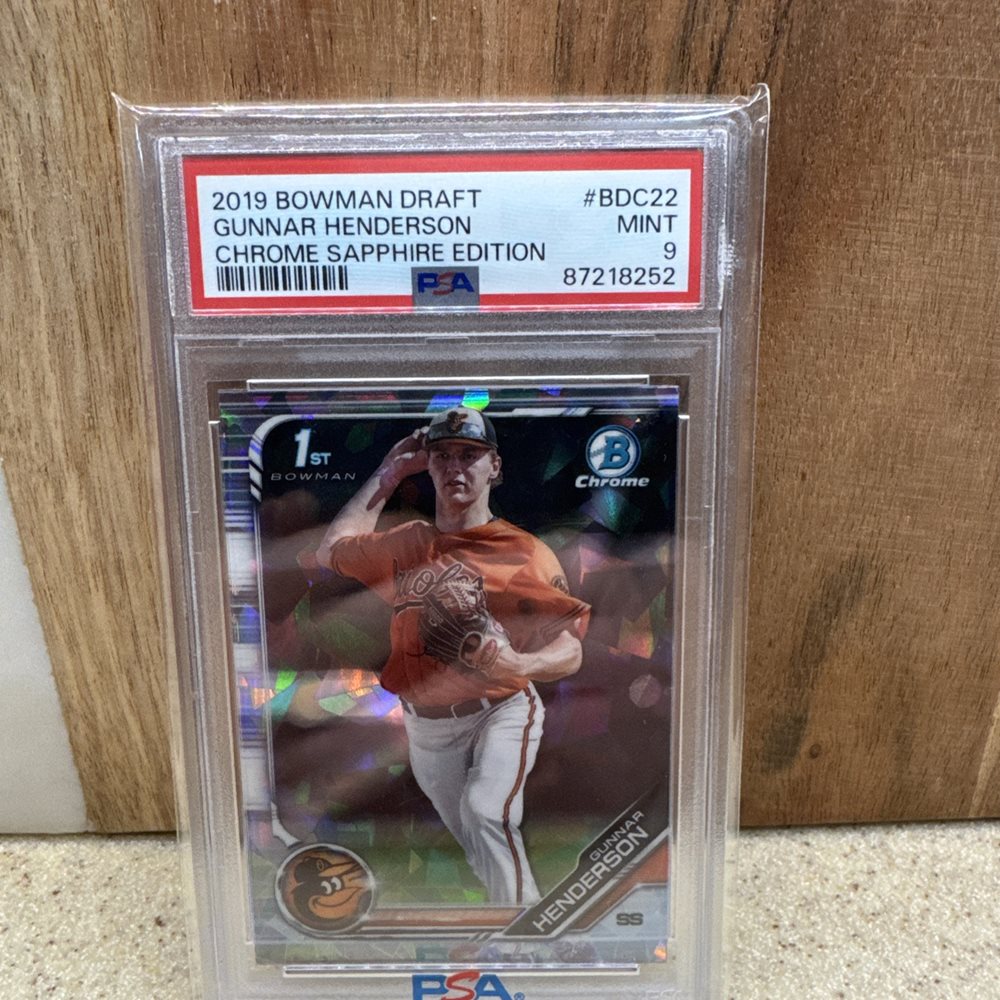 2019 BOWMAN DRAFT #BDC22
GUNNAR HENDERSON MINT
CHROME SAPPHIRE EDITION 9
PSA 87218252
1ST
BOWMAN
B
Chrome
GUNNAR
HENDERSON
SS
PSA